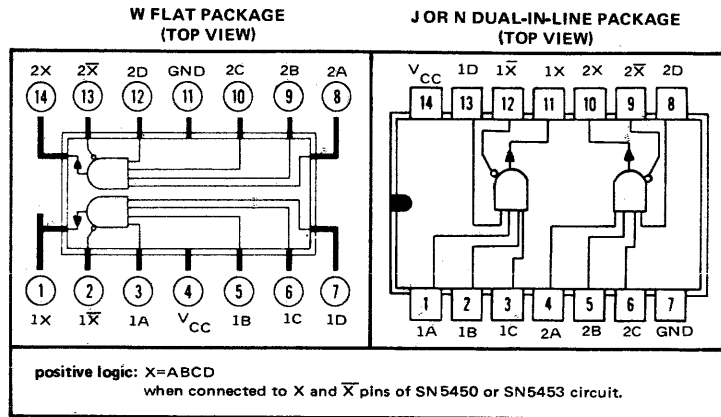 W FLAT PACKAGE
(TOP VIEW)
2X 2X̅ 2D GND 2C 2B 2A
14 13 12 11 10 9 8
1 2 3 4 5 6 7
1X 1X̅ 1A VCC 1B 1C 1D
J OR N DUAL-IN-LINE PACKAGE
(TOP VIEW)
VCC 1D 1X̅ 1X 2X 2X̅ 2D
14 13 12 11 10 9 8
1 2 3 4 5 6 7
1A 1B 1C 2A 2B 2C GND
positive logic: X=ABCD
when connected to X and X̅ pins of SN5450 or SN5453 circuit.